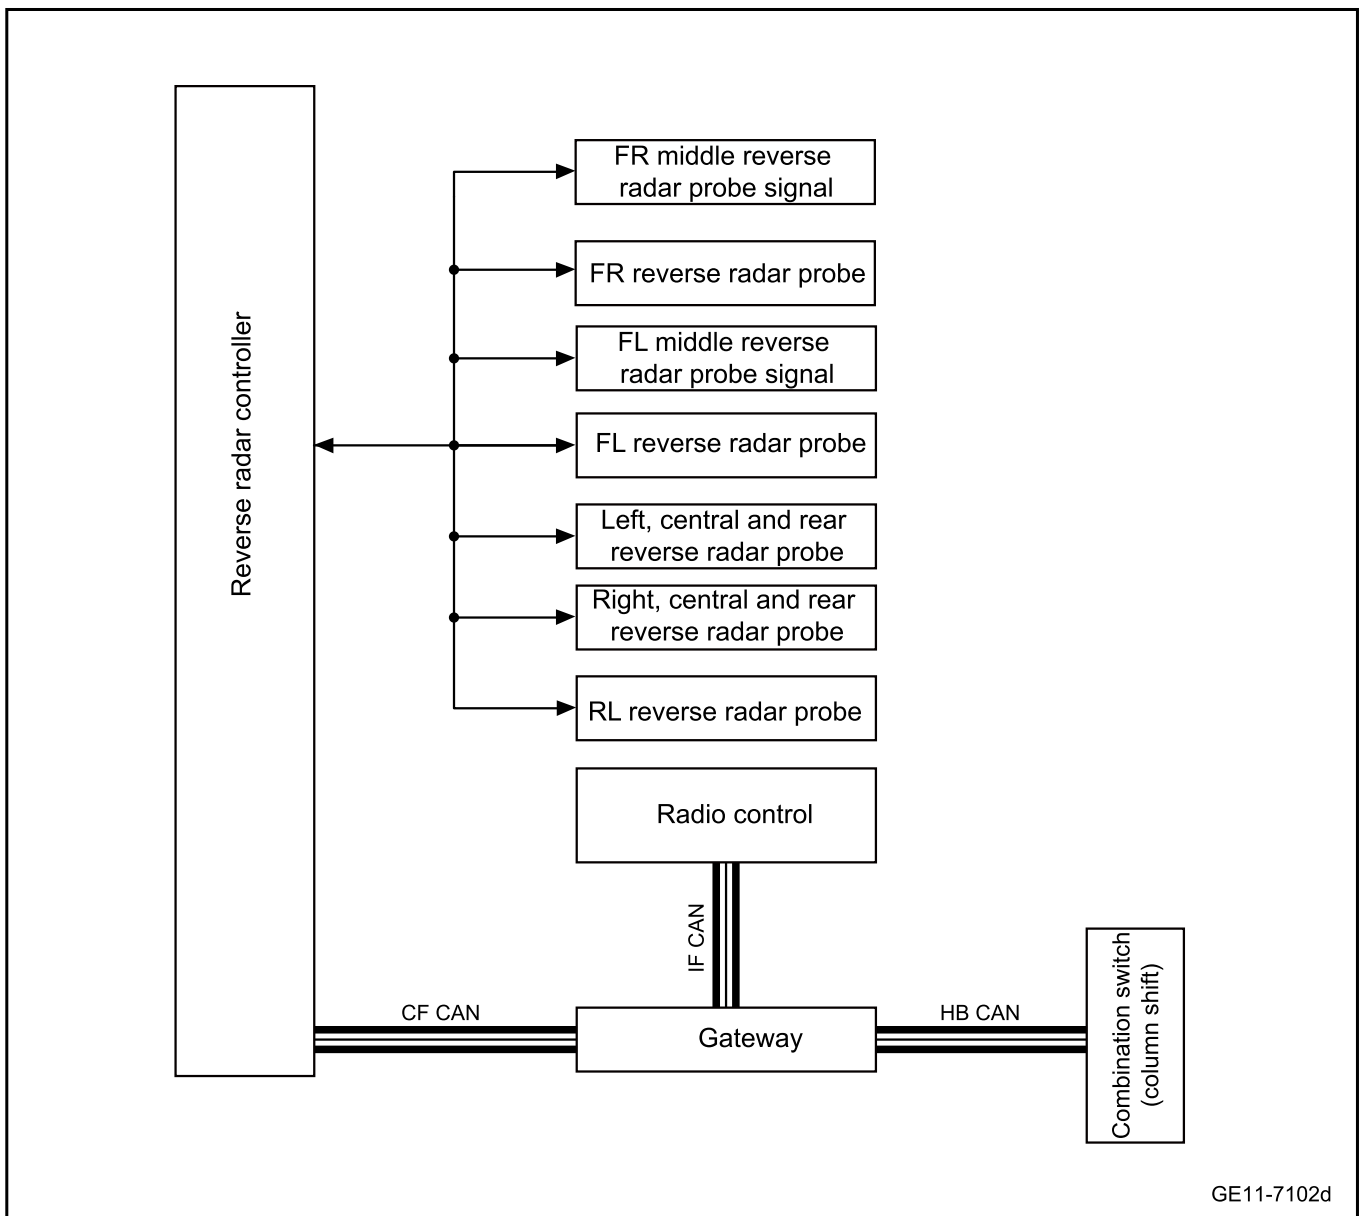 FR middle reverse
radar probe signal
FR reverse radar probe
FL middle reverse
radar probe signal
FL reverse radar probe
Left, central and rear
reverse radar probe
Right, central and rear
reverse radar probe
RL reverse radar probe
Reverse radar controller
Radio control
IF CAN
CF CAN
Gateway
HB CAN
Combination switch
(column shift)
GE11-7102d